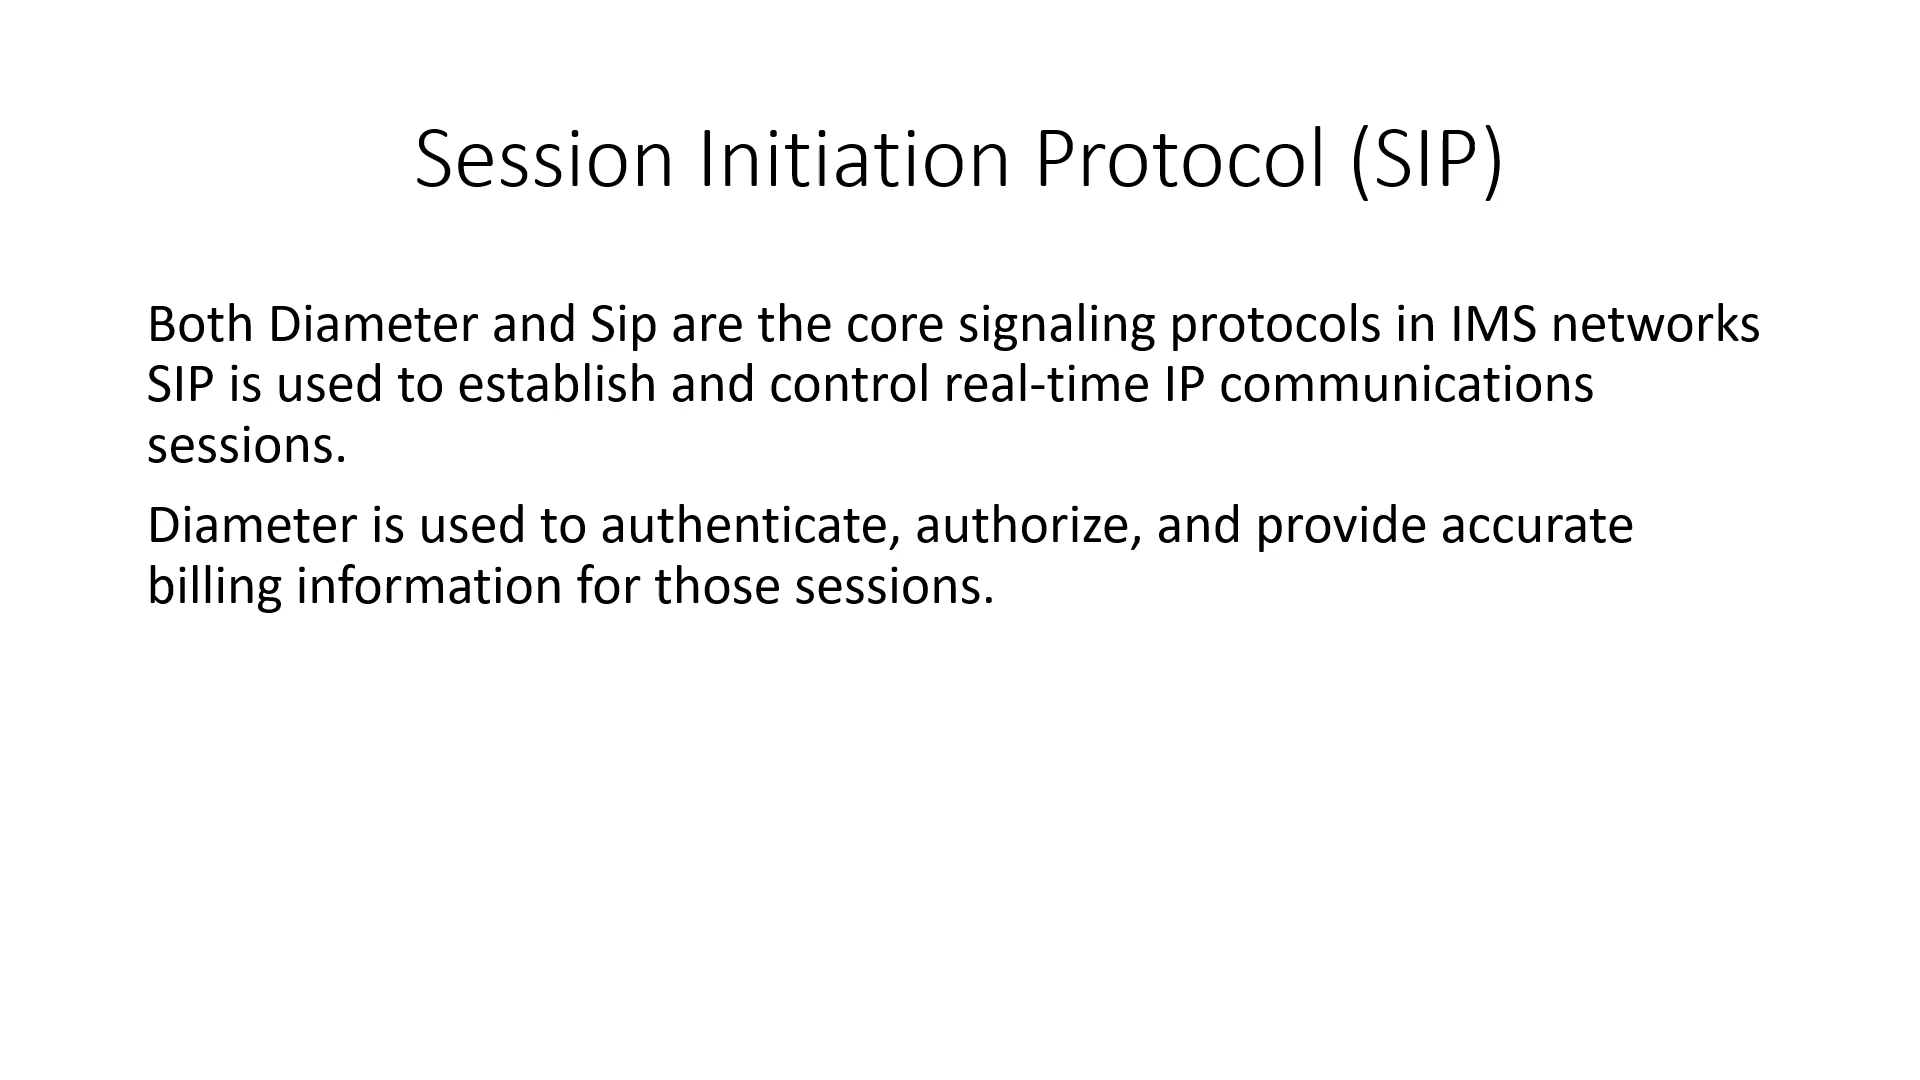 Session Initiation Protocol (SIP)
Both Diameter and Sip are the core signaling protocols in IMS networks
SIP is used to establish and control real-time IP communications
sessions.
Diameter is used to authenticate, authorize, and provide accurate
billing information for those sessions.